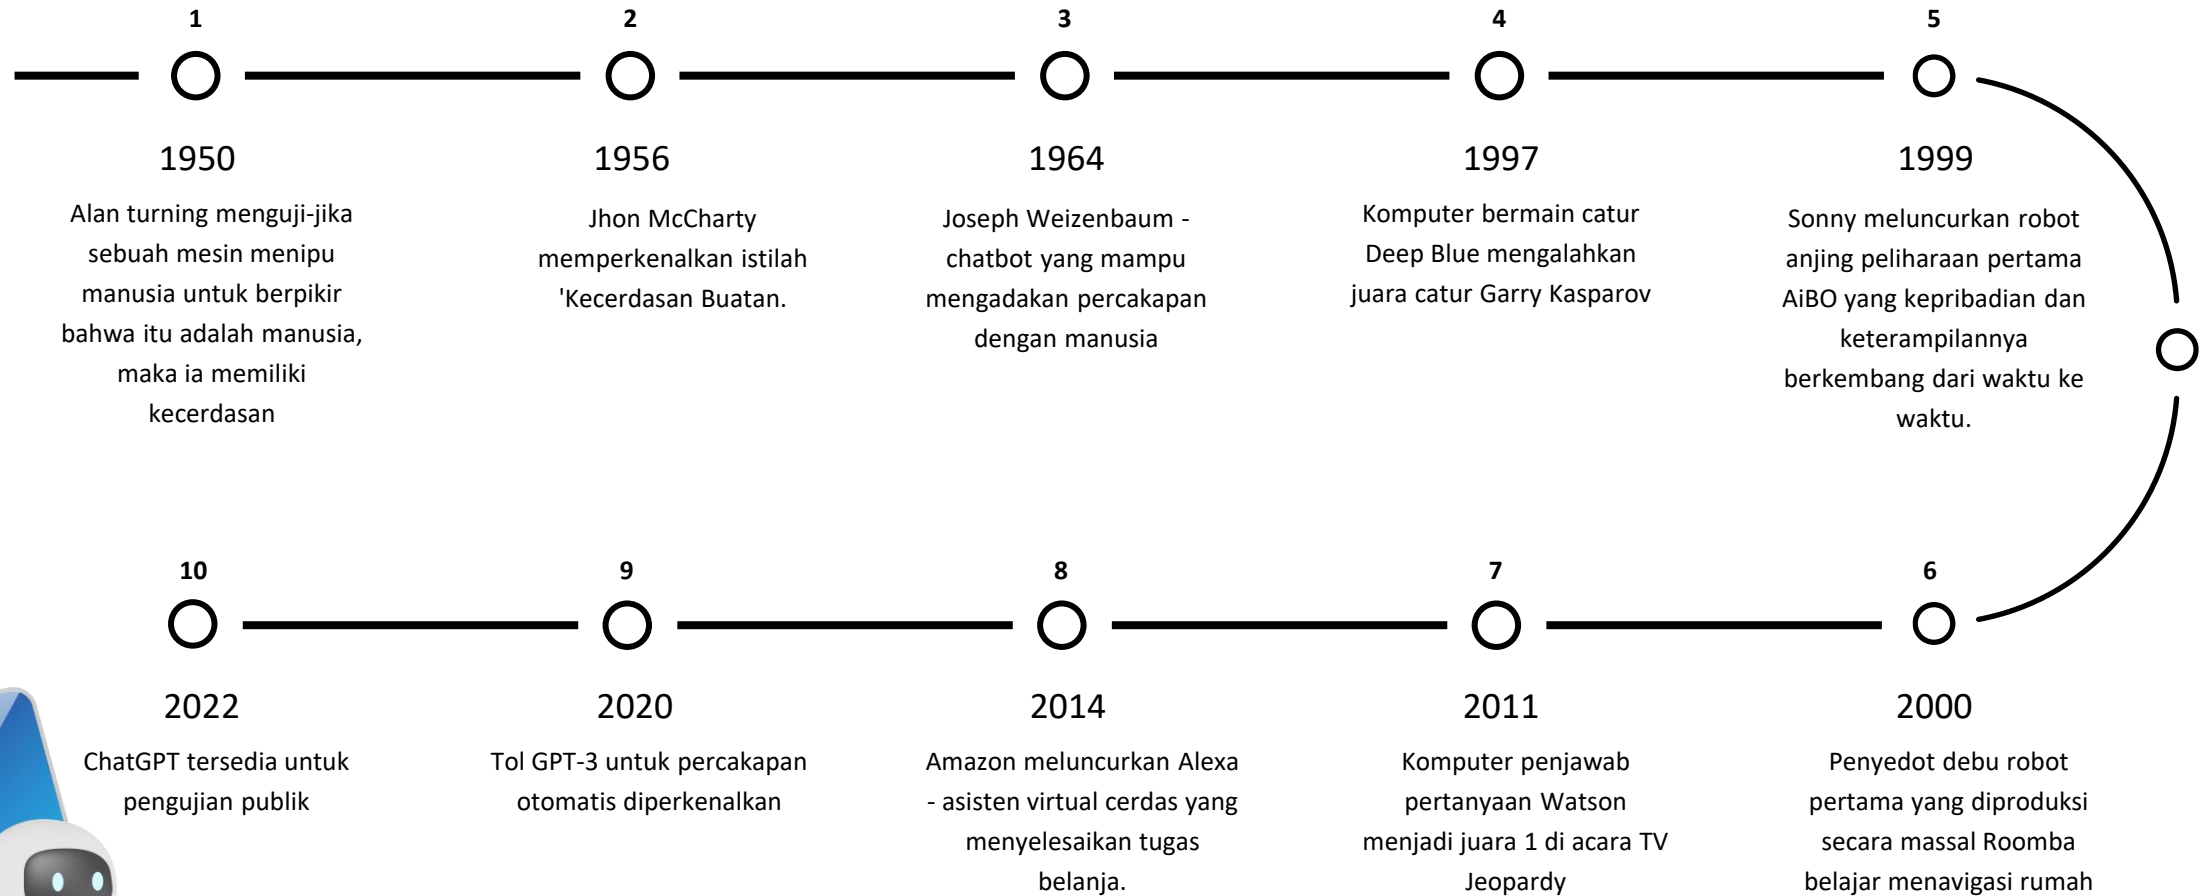 1
1950
Alan turning menguji-jika
sebuah mesin menipu
manusia untuk berpikir
bahwa itu adalah manusia,
maka ia memiliki
kecerdasan
2
1956
Jhon McCharty
memperkenalkan istilah
'Kecerdasan Buatan.
3
1964
Joseph Weizenbaum -
chatbot yang mampu
mengadakan percakapan
dengan manusia
4
1997
Komputer bermain catur
Deep Blue mengalahkan
juara catur Garry Kasparov
5
1999
Sonny meluncurkan robot
anjing peliharaan pertama
AiBO yang kepribadian dan
keterampilannya
berkembang dari waktu ke
waktu.
6
2000
Penyedot debu robot
pertama yang diproduksi
secara massal Roomba
belajar menavigasi rumah
7
2011
Komputer penjawab
pertanyaan Watson
menjadi juara 1 di acara TV
Jeopardy
8
2014
Amazon meluncurkan Alexa
- asisten virtual cerdas yang
menyelesaikan tugas
belanja.
9
2020
Tol GPT-3 untuk percakapan
otomatis diperkenalkan
10
2022
ChatGPT tersedia untuk
pengujian publik